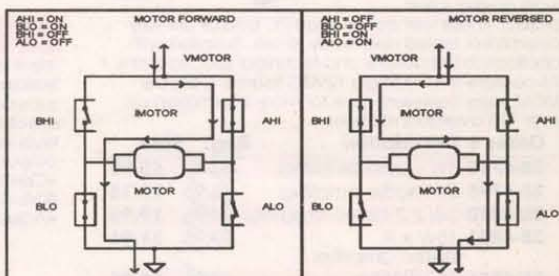 AHI = ON
BLO = ON
BHI = OFF
ALO = OFF
MOTOR FORWARD
VMOTOR
IMOTOR
BHI
AHI
MOTOR
BLO
ALO
AHI = OFF
BLO = OFF
BHI = ON
ALO = ON
MOTOR REVERSED
VMOTOR
IMOTOR
BHI
AHI
MOTOR
BLO
ALO